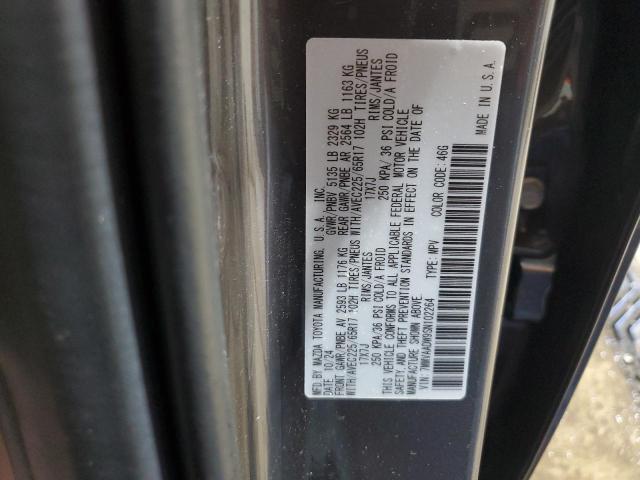 MFD. BY MAZDA TOYOTA MANUFACTURING, U.S.A. INC.
DATE: 10/24 GVWR/PNBV 5135 LB 2329 KG
FRONT GAWR/PNBE AV 2593 LB 1176 KG REAR GAWR/PNBE AR 2564 LB 1163 KG
WITH/AVEC225/65R17 102H TIRES/PNEUS WITH/AVEC225/65R17 102H TIRES/PNEUS
17X7J RIMS/JANTES 17X7J RIMS/JANTES
250 KPA/36 PSI COLD/A FROID 250 KPA/ 36 PSI COLD/A FROID
THIS VEHICLE CONFORMS TO ALL APPLICABLE FEDERAL MOTOR VEHICLE
SAFETY, AND THEFT PREVENTION STANDARDS IN EFFECT ON THE DATE OF
MANUFACTURE SHOWN ABOVE.
VIN: 7MMVAADW9SN102264 TYPE: MPV COLOR CODE: 46G
MADE IN U.S.A.